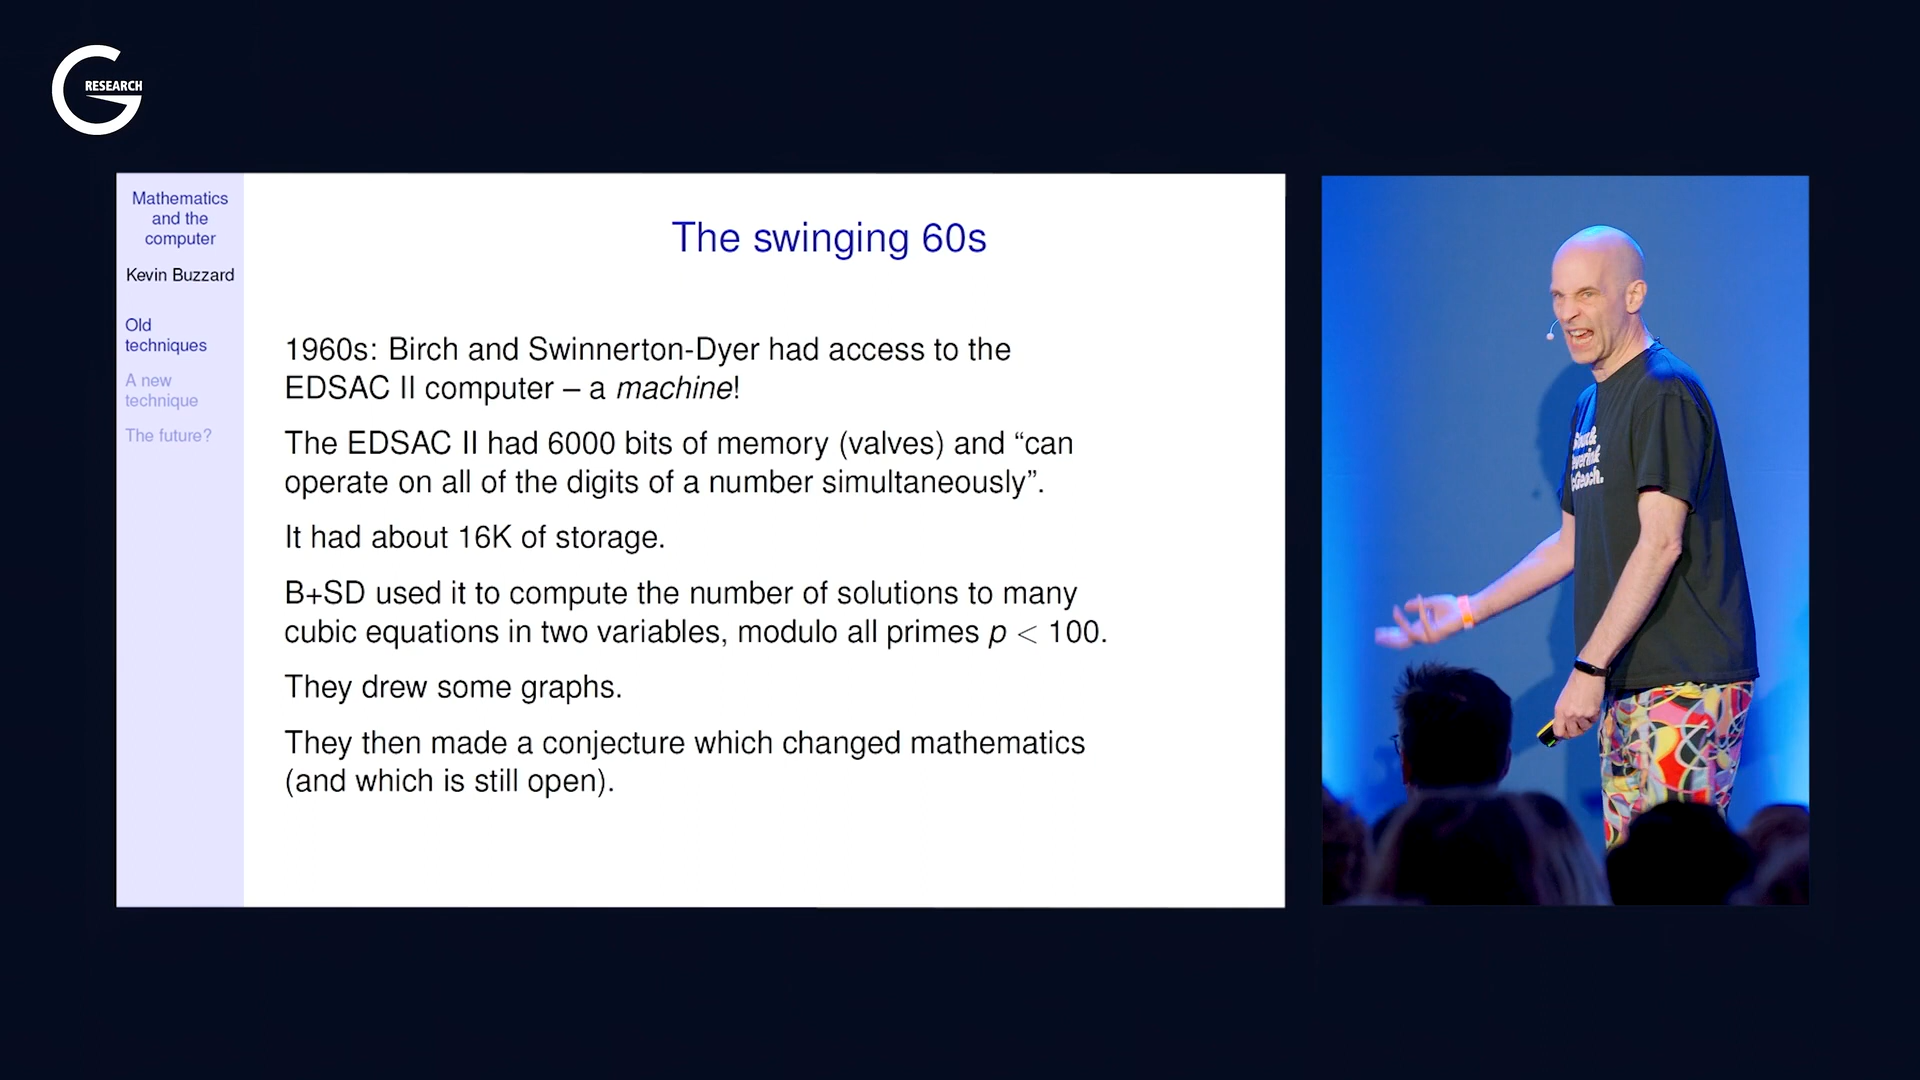 RESEARCH
Mathematics
and the
computer
Kevin Buzzard
Old
techniques
A new
technique
The future?
The swinging 60s
1960s: Birch and Swinnerton-Dyer had access to the
EDSAC II computer – a machine!
The EDSAC II had 6000 bits of memory (valves) and “can
operate on all of the digits of a number simultaneously”.
It had about 16K of storage.
B+SD used it to compute the number of solutions to many
cubic equations in two variables, modulo all primes p < 100.
They drew some graphs.
They then made a conjecture which changed mathematics
(and which is still open).